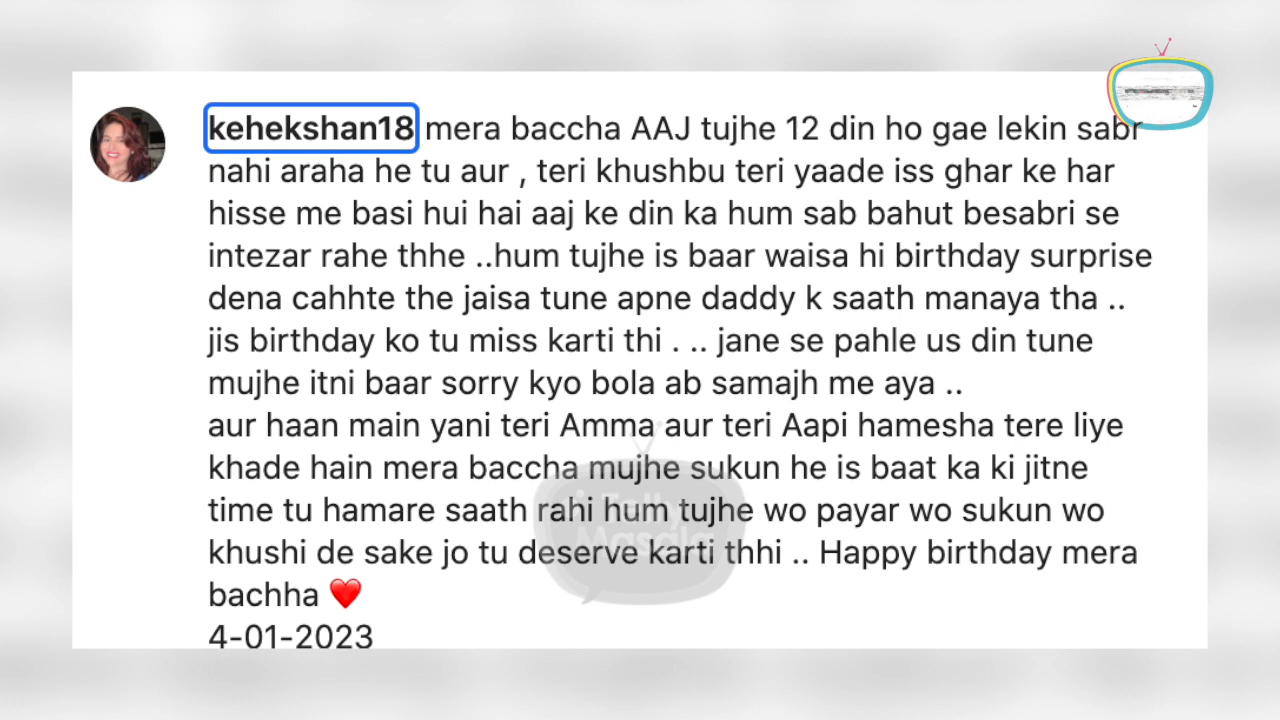 kehekshan18 mera baccha AAJ tujhe 12 din ho gae lekin sabr
nahi araha he tu aur , teri khushbu teri yaade iss ghar ke har
hisse me basi hui hai aaj ke din ka hum sab bahut besabri se
intezar rahe thhe ..hum tujhe is baar waisa hi birthday surprise
dena cahhte the jaisa tune apne daddy k saath manaya tha ..
jis birthday ko tu miss karti thi . .. jane se pahle us din tune
mujhe itni baar sorry kyo bola ab samajh me aya ..
aur haan main yani teri Amma aur teri Aapi hamesha tere liye
khade hain mera baccha mujhe sukun he is baat ka ki jitne
time tu hamare saath rahi hum tujhe wo payar wo sukun wo
khushi de sake jo tu deserve karti thhi .. Happy birthday mera
bachha ❤️
4-01-2023